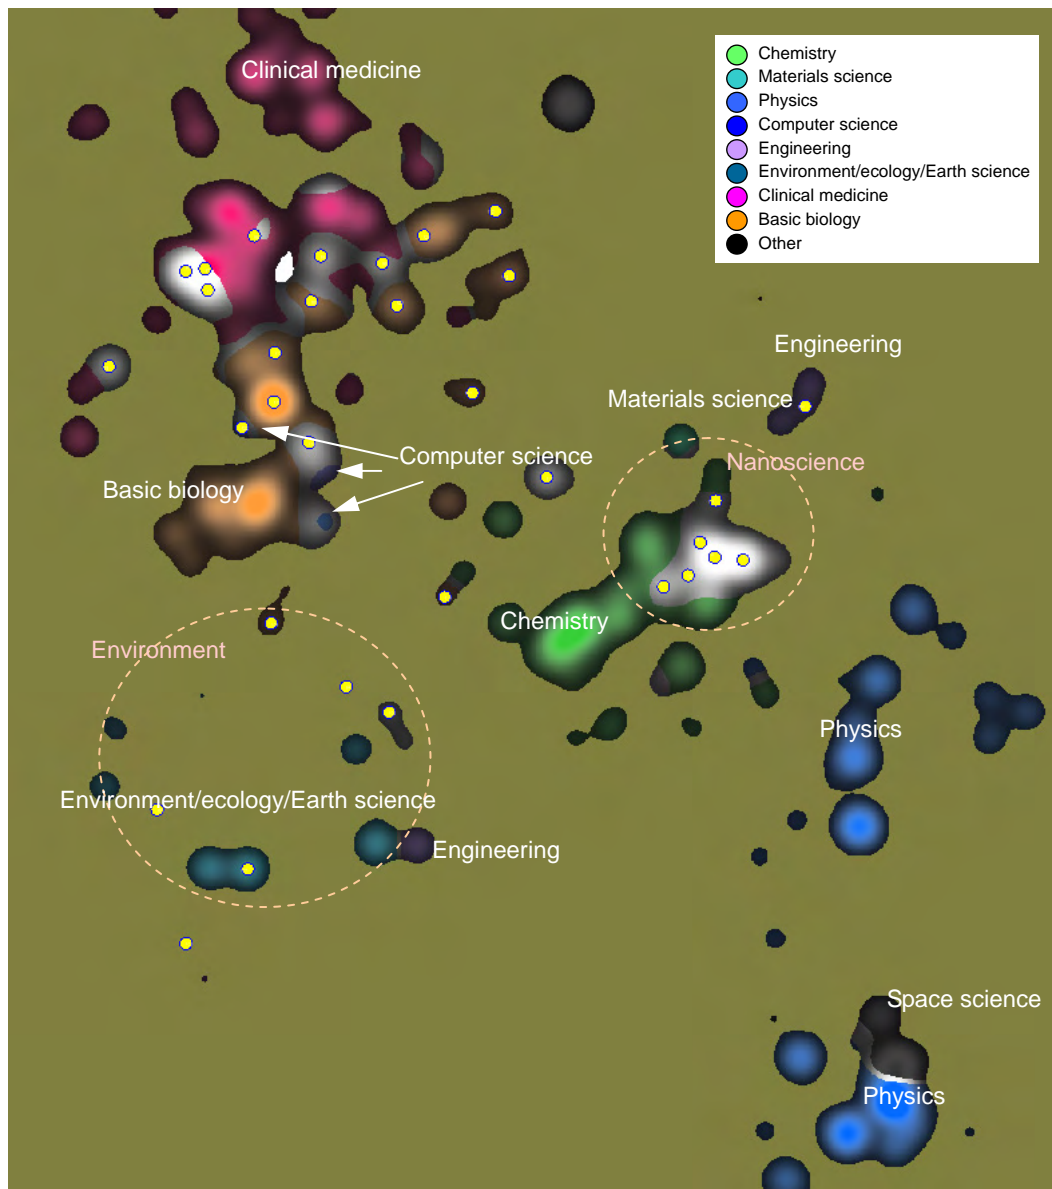 Clinical medicine
Chemistry
Materials science
Physics
Computer science
Engineering
Environment/ecology/Earth science
Clinical medicine
Basic biology
Other
Engineering
Materials science
Computer science
Nanoscience
Basic biology
Chemistry
Environment
Physics
Environment/ecology/Earth science
Engineering
Space science
Physics